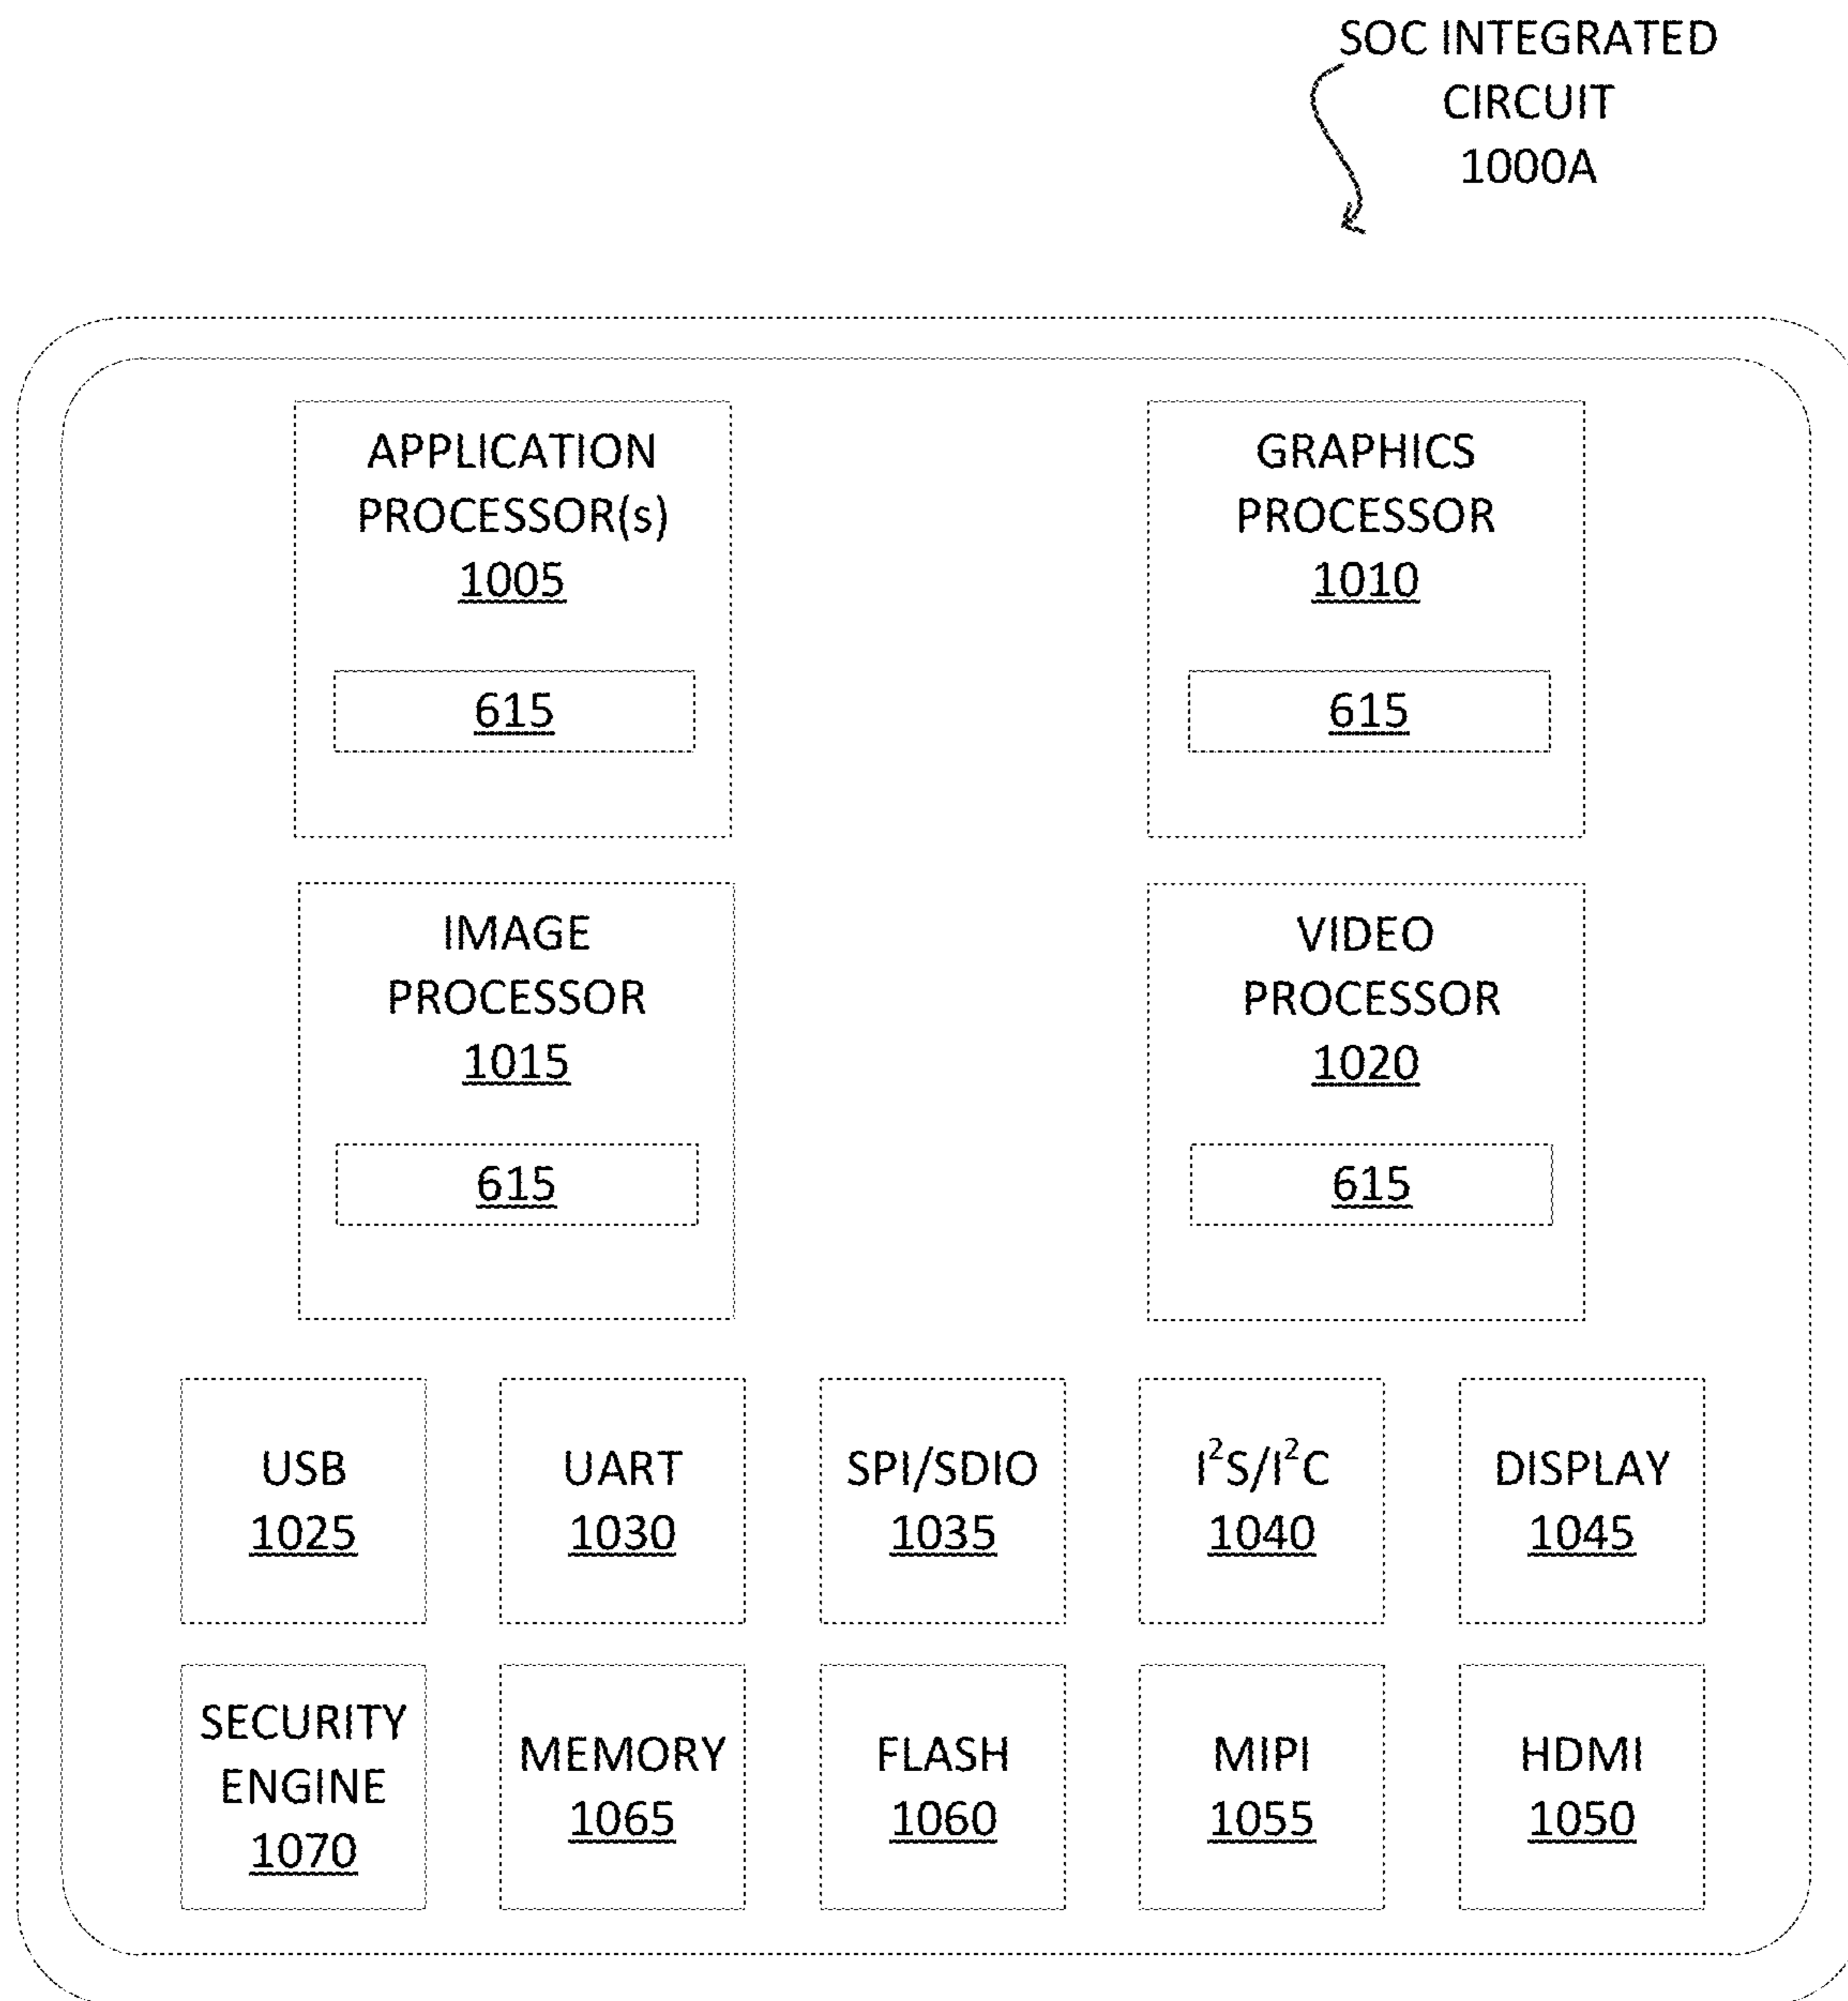 SOC INTEGRATED
CIRCUIT
1000A
APPLICATION
PROCESSOR(s)
1005
615
GRAPHICS
PROCESSOR
1010
615
IMAGE
PROCESSOR
1015
615
VIDEO
PROCESSOR
1020
615
USB
1025
UART
1030
SPI/SDIO
1035
I²S/I²C
1040
DISPLAY
1045
SECURITY
ENGINE
1070
MEMORY
1065
FLASH
1060
MIPI
1055
HDMI
1050